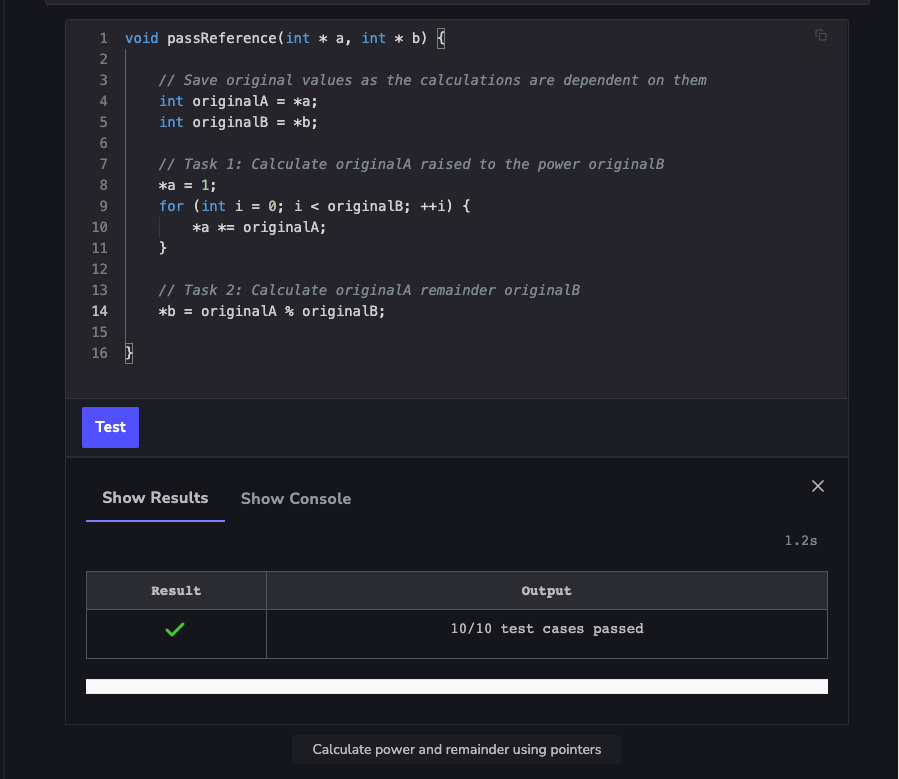 1 void passReference(int * a, int * b) {
2
3 // Save original values as the calculations are dependent on them
4 int originalA = *a;
5 int originalB = *b;
6
7 // Task 1: Calculate originalA raised to the power originalB
8 *a = 1;
9 for (int i = 0; i < originalB; ++i) {
10 *a *= originalA;
11 }
12
13 // Task 2: Calculate originalA remainder originalB
14 *b = originalA % originalB;
15
16 }
Test
Show Results Show Console
1.2s
Result Output
10/10 test cases passed
Calculate power and remainder using pointers